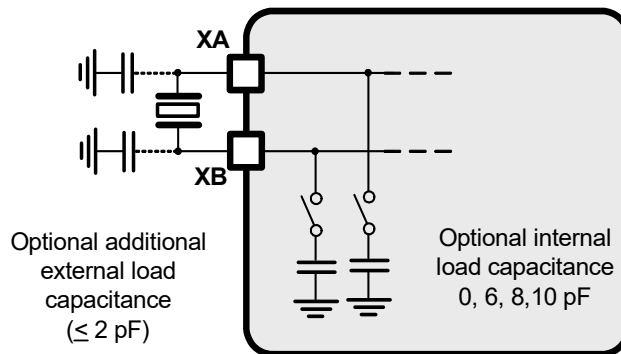 XA
XB
Optional additional
external load
capacitance
(≤ 2 pF)
Optional internal
load capacitance
0, 6, 8,10 pF